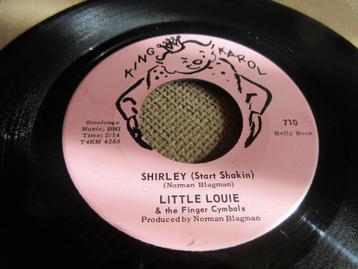 KING KAROL
Sinolouge
Music, BMI
Time: 2:14
T4KM 4265
710
Belly Rock
SHIRLEY (Start Shakin)
(Norman Blagman)
LITTLE LOUIE
& the Finger Cymbals
Produced by Norman Blagman